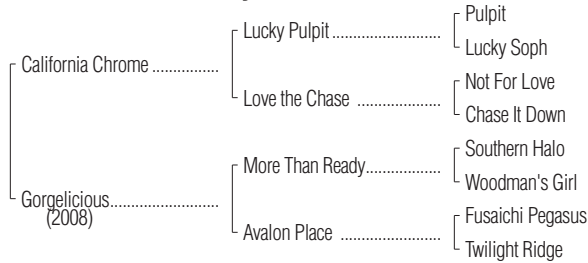 Pulpit
Lucky Pulpit ........................
Lucky Soph
California Chrome ................
Not For Love
Love the Chase .....................
Chase It Down
Southern Halo
More Than Ready...................
Woodman's Girl
Gorgelicious..........................
(2008)
Fusaichi Pegasus
Avalon Place ........................
Twilight Ridge